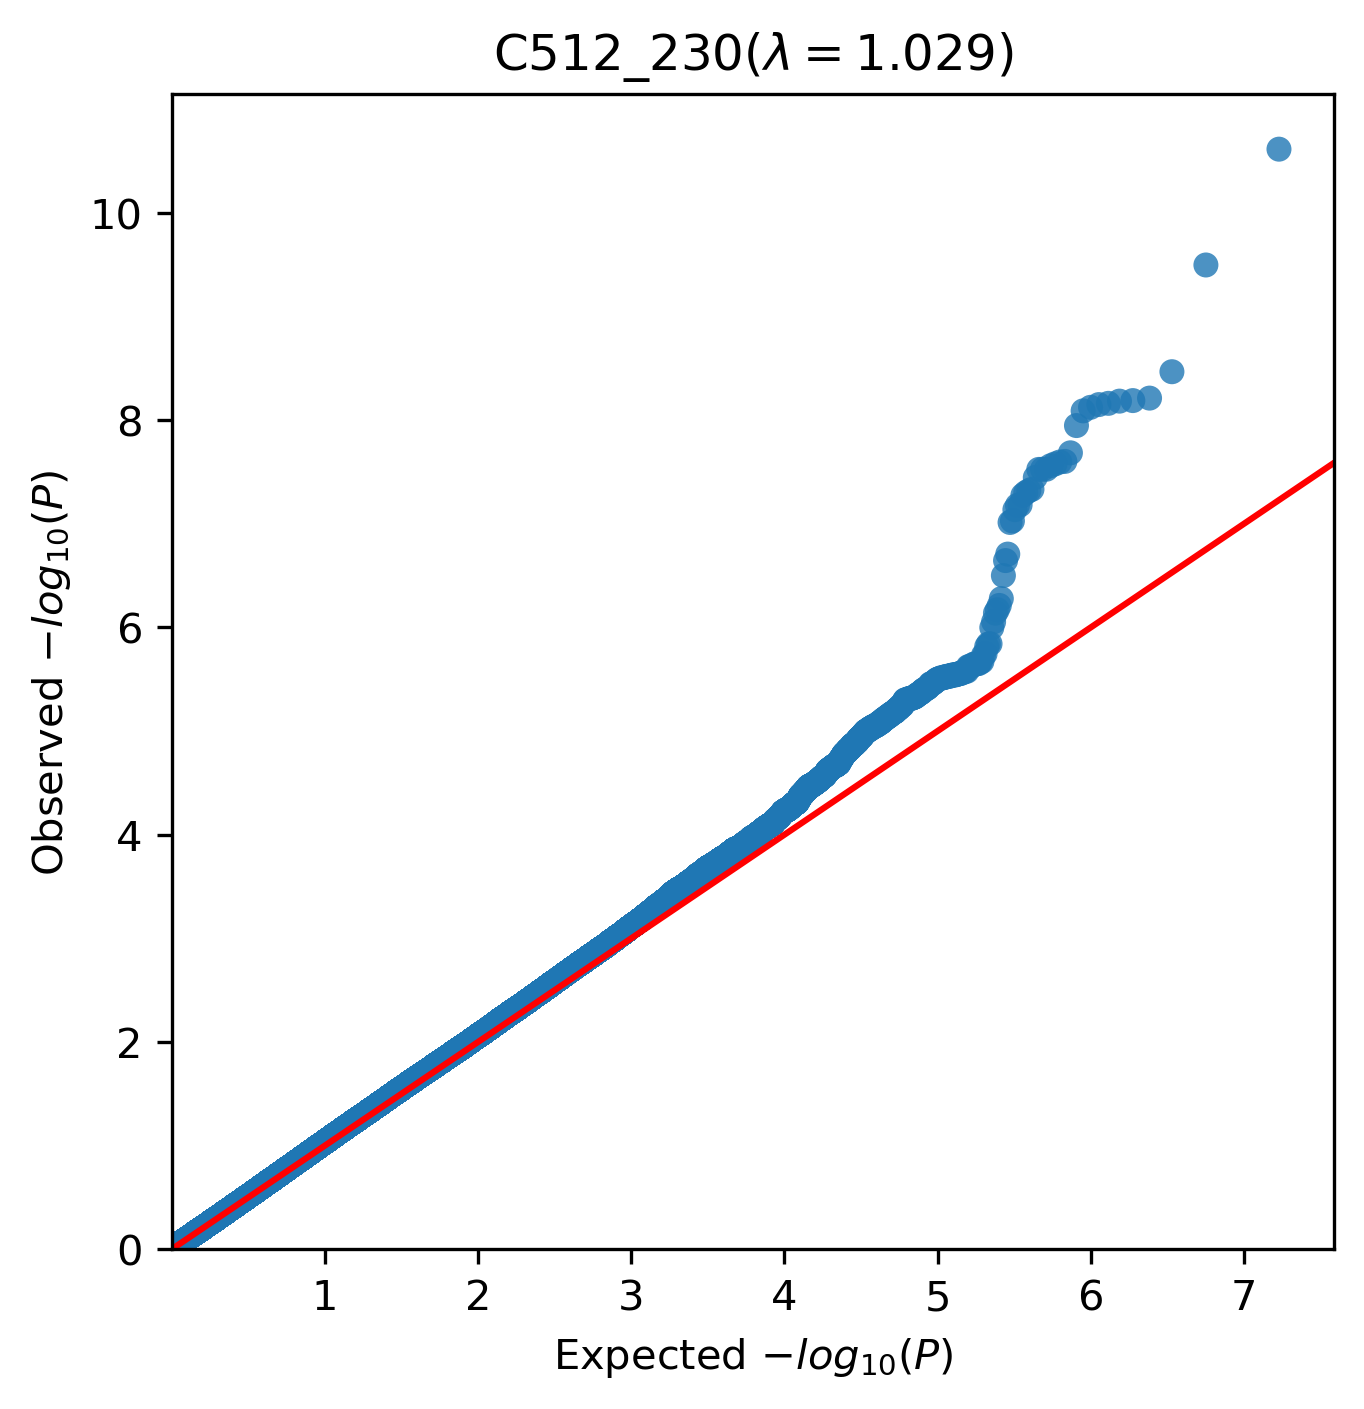 C512_230(λ = 1.029)
10
8
6
4
2
0
Observed −log10(P)
1 2 3 4 5 6 7
Expected −log10(P)